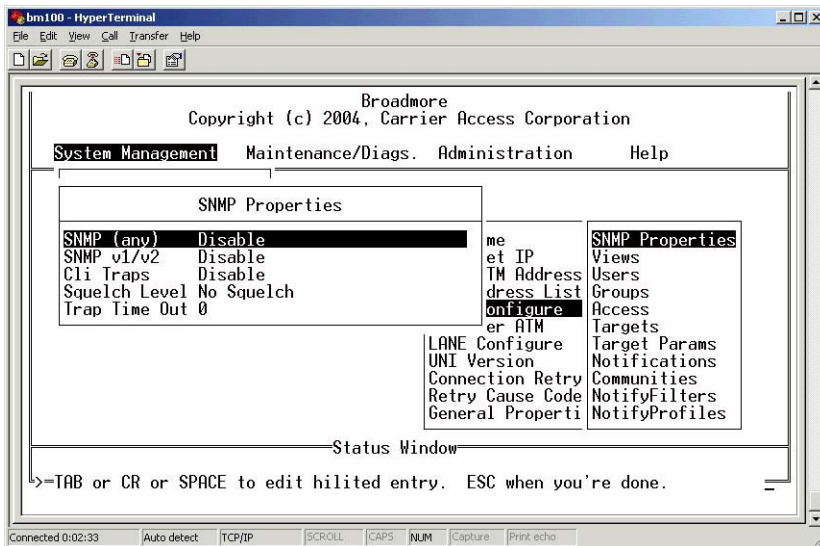 bm100 - HyperTerminal
File Edit View Call Transfer Help
Broadmore
Copyright (c) 2004, Carrier Access Corporation
System Management Maintenance/Diags. Administration Help
SNMP Properties
SNMP (any) Disable
SNMP v1/v2 Disable
Cli Traps Disable
Squelch Level No Squelch
Trap Time Out 0
me
et IP
TM Address
dress List
onfigure
er ATM
LANE Configure
UNI Version
Connection Retry
Retry Cause Code
General Properti
SNMP Properties
Views
Users
Groups
Access
Targets
Target Params
Notifications
Communities
NotifyFilters
NotifyProfiles
Status Window
>=TAB or CR or SPACE to edit hilited entry. ESC when you're done.
Connected 0:02:33 Auto detect TCP/IP SCROLL CAPS NUM Capture Print echo